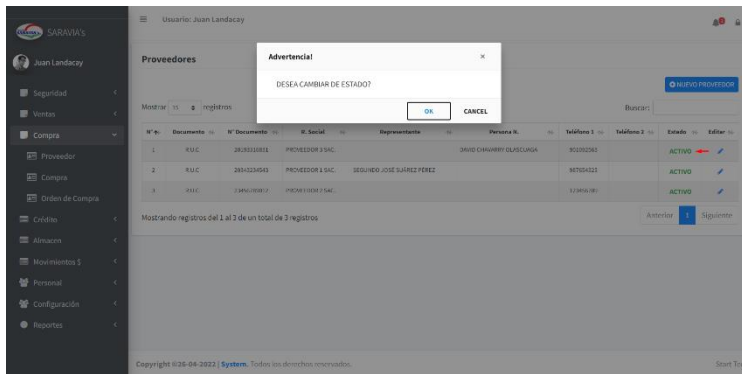 Usuario: Juan Landacay
SARAVIA's
Juan Landacay
Seguridad
Ventas
Compra
Proveedor
Compra
Orden de Compra
Crédito
Almacen
Movimientos $
Personal
Configuración
Reportes
Proveedores
Advertencia!
×
DESEA CAMBIAR DE ESTADO?
OK
CANCEL
NUEVO PROVEEDOR
Mostrar registros
Buscar:
N° Documento N° Documento R. Social Representante Persona N. Teléfono 1 Teléfono 2 Estado Editar
1 R.U.C PROVEEDOR 3 SAC. ACTIVO
2 R.U.C PROVEEDOR 1 SAC. SEGUNDO JOSÉ SUÁREZ PÉREZ ACTIVO
3 R.U.C PROVEEDOR 2 SAC. ACTIVO
Mostrando registros del 1 al 3 de un total de 3 registros
Anterior 1 Siguiente
Copyright ©26-04-2022 | System. Todos los derechos reservados.